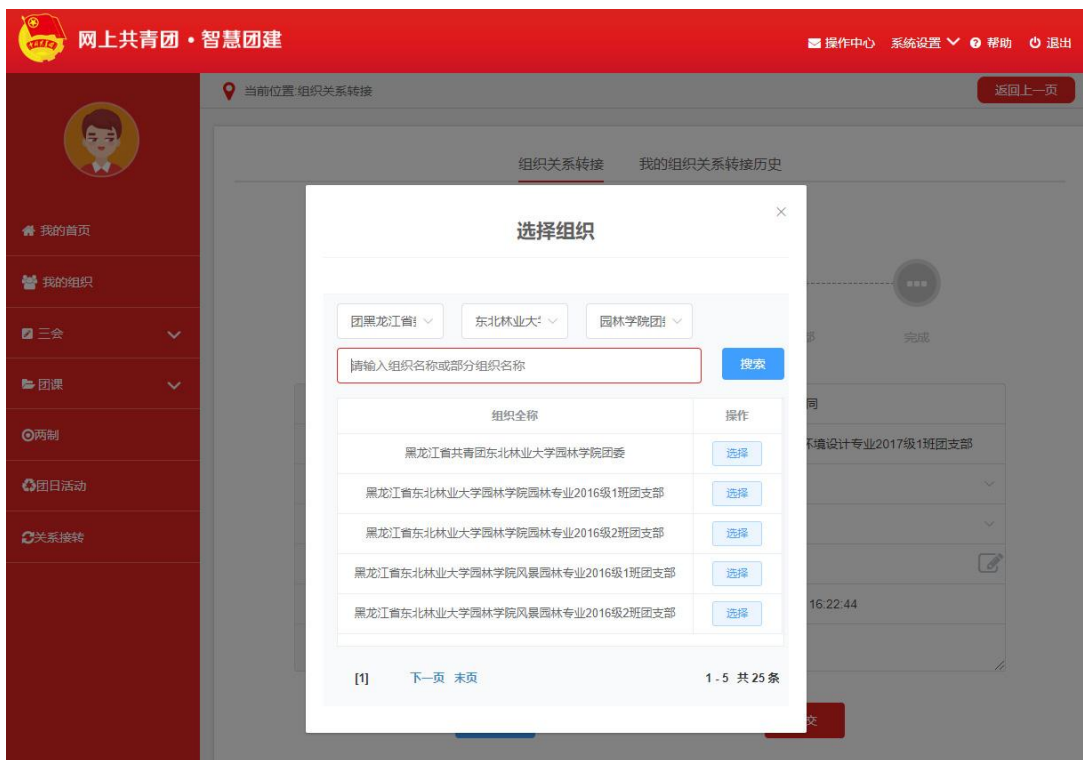 网上共青团·智慧团建
操作中心 系统设置 帮助 退出
当前位置:组织关系转接 返回上一页
组织关系转接 我的组织关系转接历史
我的首页
我的组织
三会
团课
两制
团日活动
关系接转
选择组织
完成
团黑龙江省 东北林业大 园林学院团
请输入组织名称或部分组织名称 搜索
组织全称 操作
黑龙江省共青团东北林业大学园林学院团委 选择
黑龙江省东北林业大学园林学院园林专业2016级1班团支部 选择
黑龙江省东北林业大学园林学院园林专业2016级2班团支部 选择
黑龙江省东北林业大学园林学院风景园林专业2016级1班团支部 选择
黑龙江省东北林业大学园林学院风景园林专业2016级2班团支部 选择
[1] 下一页 末页 1 - 5 共 25 条
同
环境设计专业2017级1班团支部
16:22:44
交